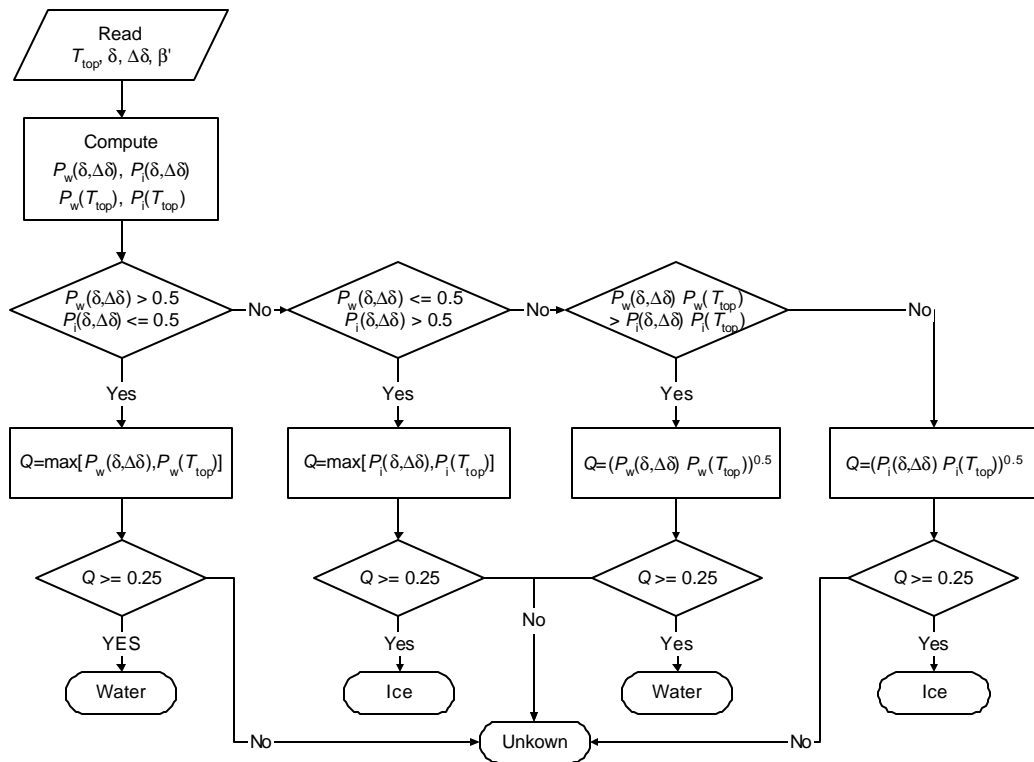 Read
T_top, δ, Δδ, β'
Compute
P_w(δ,Δδ), P_i(δ,Δδ)
P_w(T_top), P_i(T_top)
P_w(δ,Δδ) > 0.5
P_i(δ,Δδ) <= 0.5
No
P_w(δ,Δδ) <= 0.5
P_i(δ,Δδ) > 0.5
No
P_w(δ,Δδ) P_w(T_top)
> P_i(δ,Δδ) P_i(T_top)
No
Yes
Yes
Yes
Q=max[P_w(δ,Δδ),P_w(T_top)]
Q=max[P_i(δ,Δδ),P_i(T_top)]
Q=(P_w(δ,Δδ) P_w(T_top))^0.5
Q=(P_i(δ,Δδ) P_i(T_top))^0.5
Q >= 0.25
Q >= 0.25
Q >= 0.25
Q >= 0.25
No
YES
Yes
Yes
Yes
Water
Ice
Water
Ice
No
Unkown
No